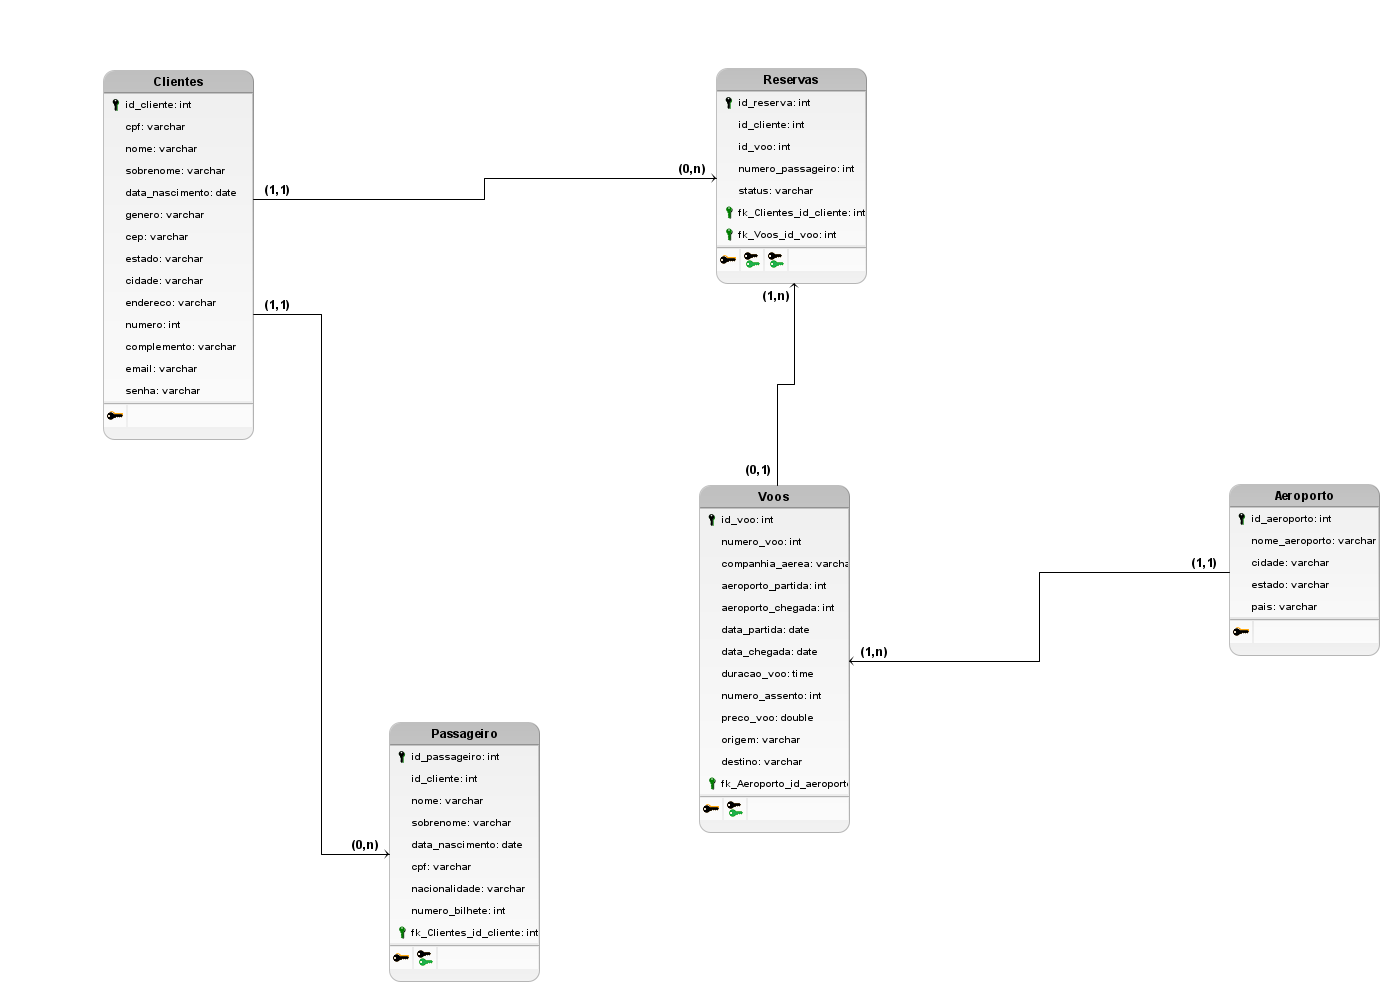 Clientes
id_cliente: int
cpf: varchar
nome: varchar
sobrenome: varchar
data_nascimento: date
genero: varchar
cep: varchar
estado: varchar
cidade: varchar
endereco: varchar
numero: int
complemento: varchar
email: varchar
senha: varchar
(1,1)
(1,1)
(0,n)
Reservas
id_reserva: int
id_cliente: int
id_voo: int
numero_passageiro: int
status: varchar
fk_Clientes_id_cliente: int
fk_Voos_id_voo: int
(1,n)
(0,1)
Voos
id_voo: int
numero_voo: int
companhia_aerea: varcha
aeroporto_partida: int
aeroporto_chegada: int
data_partida: date
data_chegada: date
duracao_voo: time
numero_assento: int
preco_voo: double
origem: varchar
destino: varchar
fk_Aeroporto_id_aeroporto
(1,n)
(1,1)
Aeroporto
id_aeroporto: int
nome_aeroporto: varchar
cidade: varchar
estado: varchar
pais: varchar
(0,n)
Passageiro
id_passageiro: int
id_cliente: int
nome: varchar
sobrenome: varchar
data_nascimento: date
cpf: varchar
nacionalidade: varchar
numero_bilhete: int
fk_Clientes_id_cliente: int